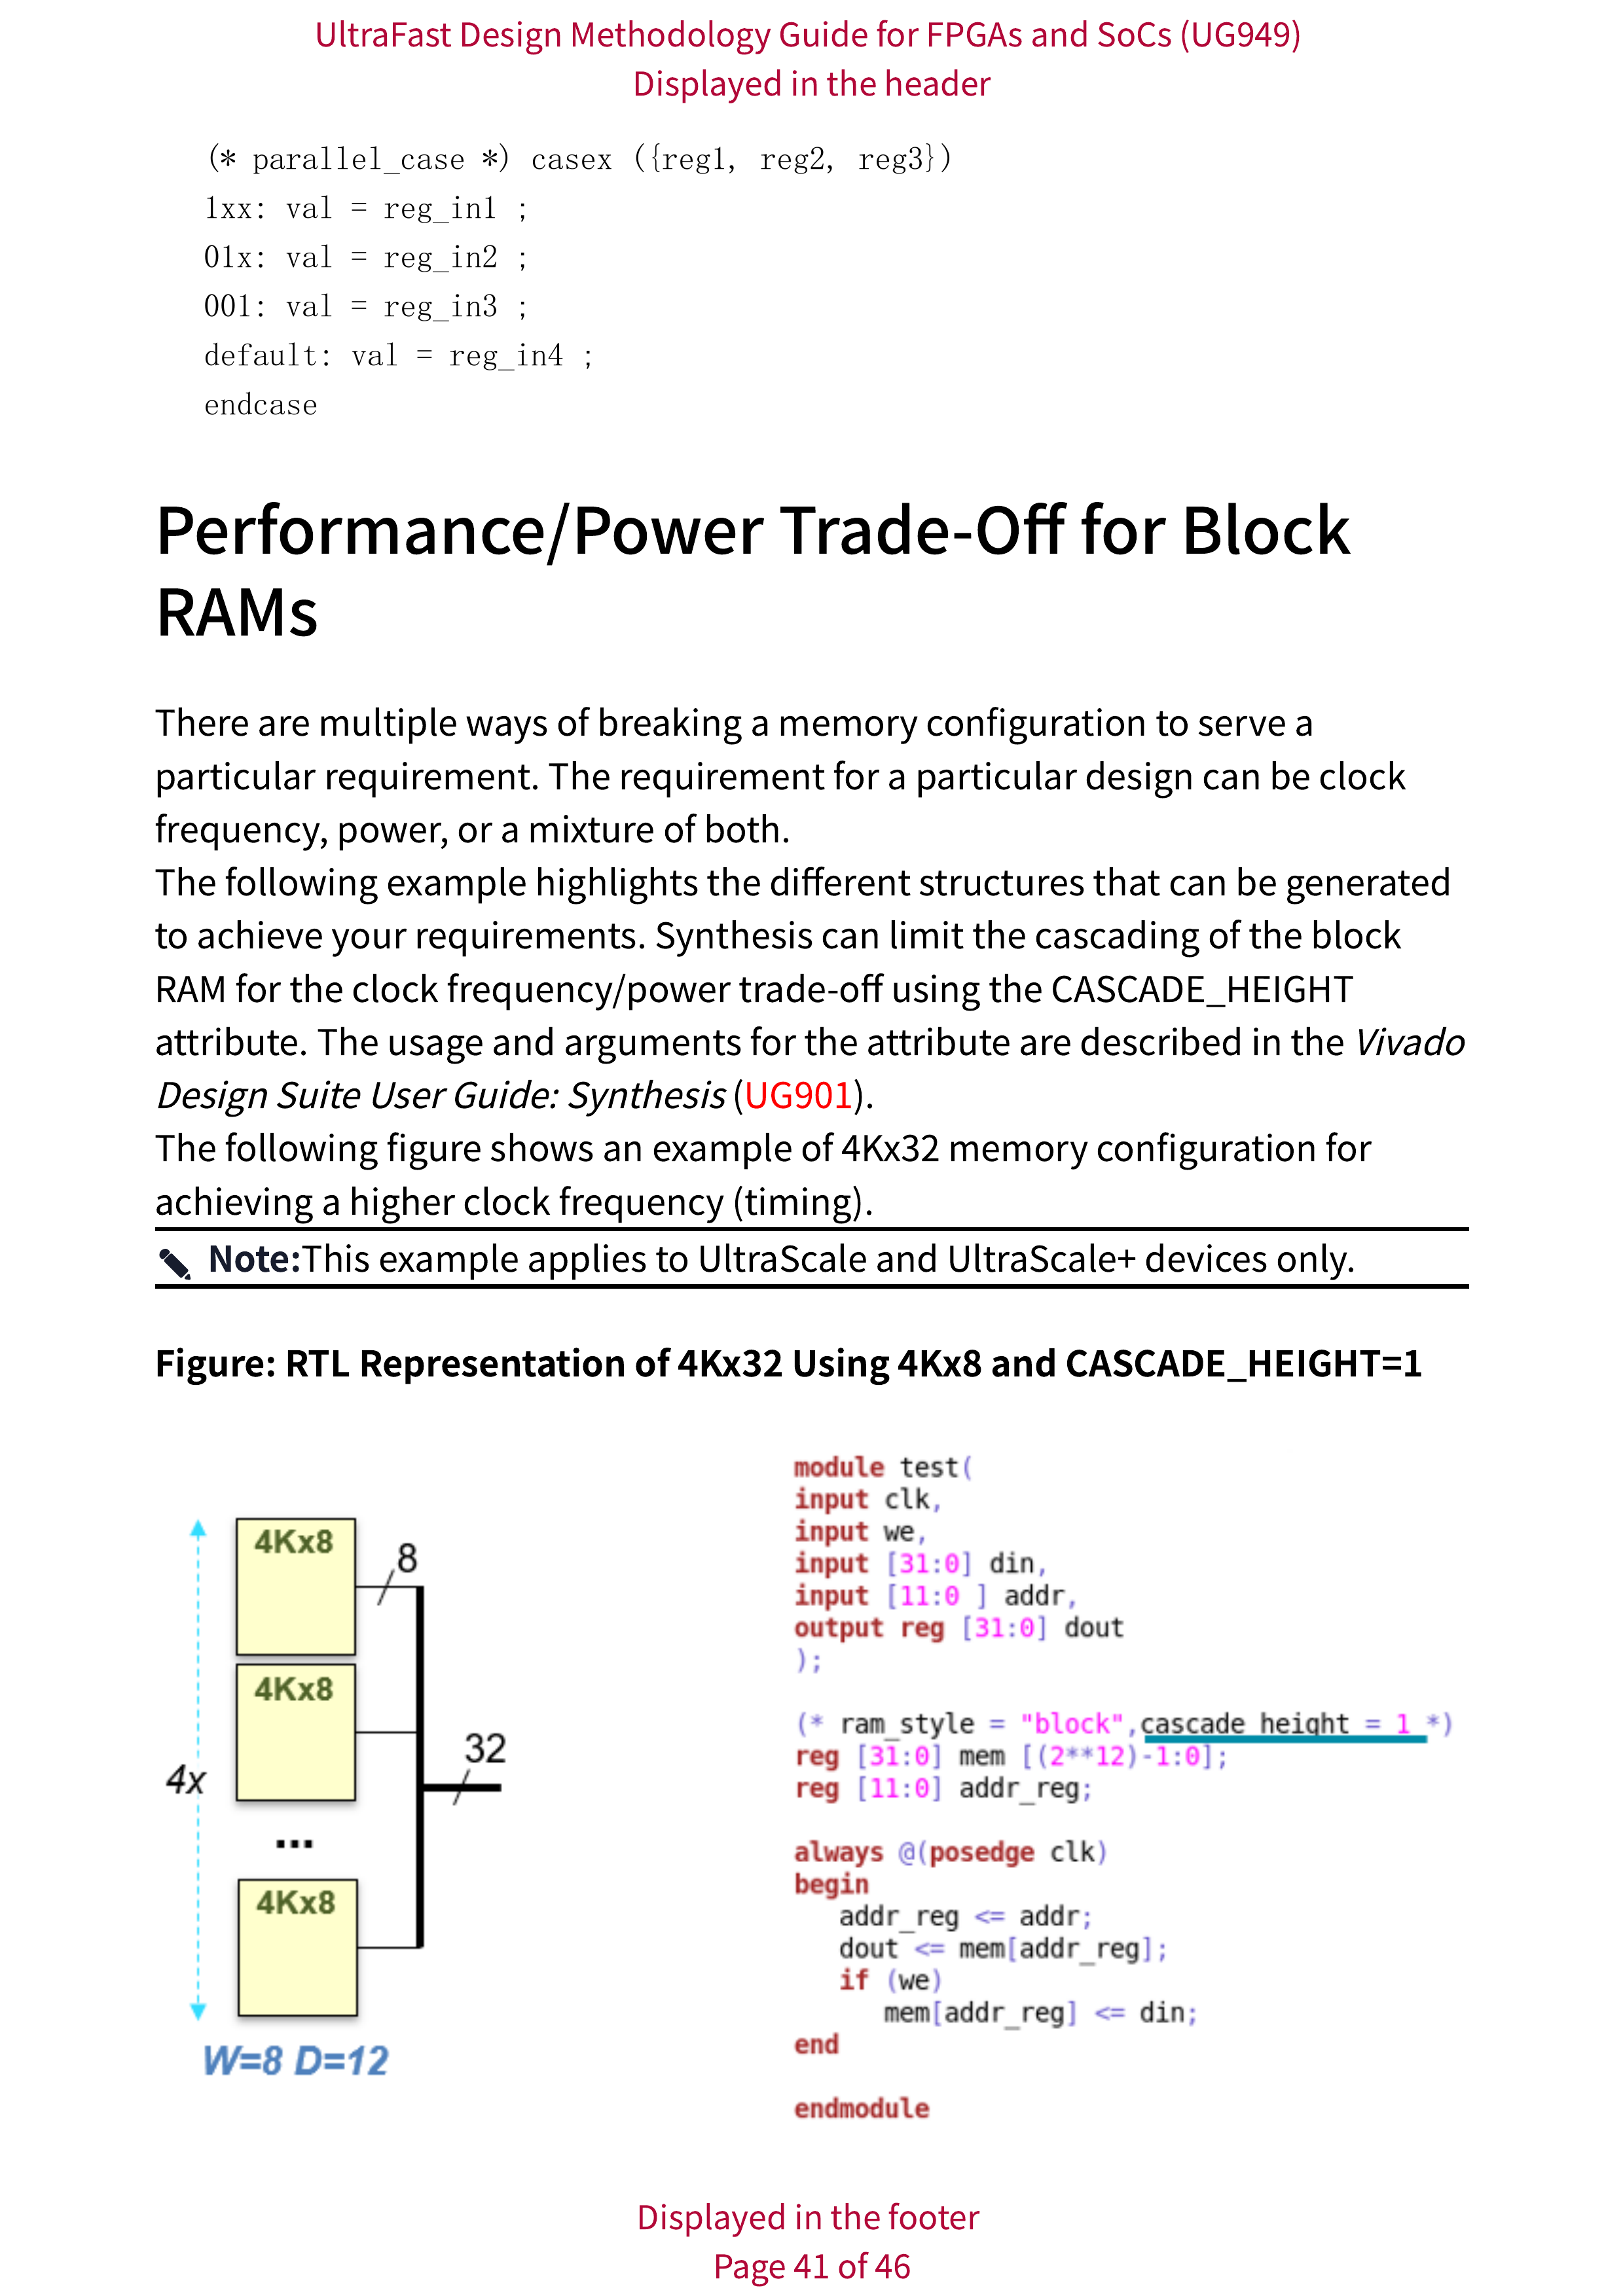 UltraFast Design Methodology Guide for FPGAs and SoCs (UG949)
Displayed in the header
(* parallel_case *) casex ({reg1, reg2, reg3})
1xx: val = reg_in1 ;
01x: val = reg_in2 ;
001: val = reg_in3 ;
default: val = reg_in4 ;
endcase
Performance/Power Trade-Off for Block
RAMs
There are multiple ways of breaking a memory configuration to serve a
particular requirement. The requirement for a particular design can be clock
frequency, power, or a mixture of both.
The following example highlights the different structures that can be generated
to achieve your requirements. Synthesis can limit the cascading of the block
RAM for the clock frequency/power trade-off using the CASCADE_HEIGHT
attribute. The usage and arguments for the attribute are described in the Vivado
Design Suite User Guide: Synthesis (UG901).
The following figure shows an example of 4Kx32 memory configuration for
achieving a higher clock frequency (timing).
Note:This example applies to UltraScale and UltraScale+ devices only.
Figure: RTL Representation of 4Kx32 Using 4Kx8 and CASCADE_HEIGHT=1
4Kx8
8
4Kx8
32
4x
...
4Kx8
W=8 D=12
module test(
input clk,
input we,
input [31:0] din,
input [11:0 ] addr,
output reg [31:0] dout
);
(* ram_style = "block",cascade_height = 1 *)
reg [31:0] mem [(2**12)-1:0];
reg [11:0] addr_reg;
always @(posedge clk)
begin
addr_reg <= addr;
dout <= mem[addr_reg];
if (we)
mem[addr_reg] <= din;
end
endmodule
Displayed in the footer
Page 41 of 46